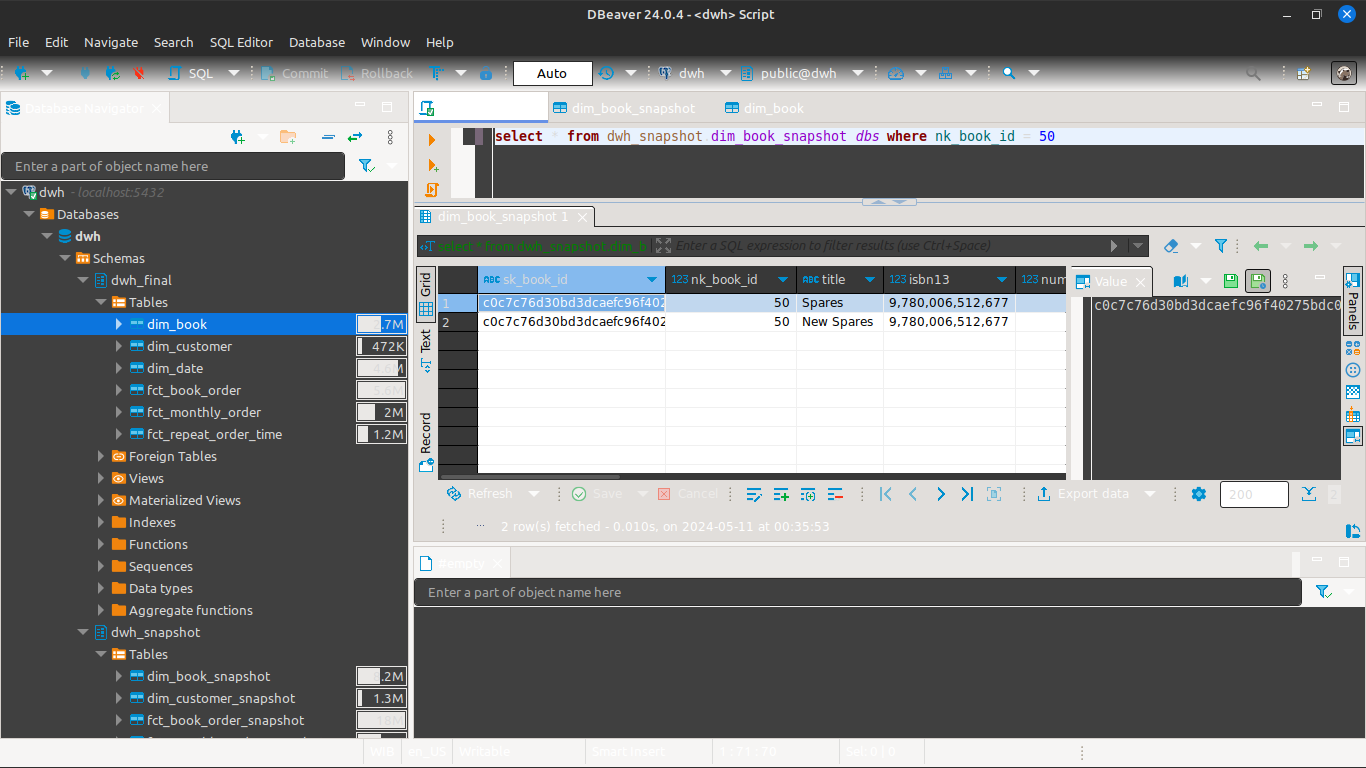 DBeaver 24.0.4 - <dwh> Script
File Edit Navigate Search SQL Editor Database Window Help
SQL Commit Rollback Auto dwh public@dwh
Database Navigator
Enter a part of object name here
dwh - localhost:5432
Databases
dwh
Schemas
dwh_final
Tables
dim_book
.7M
dim_customer 472K
dim_date 4.6M
fct_book_order 5.6M
fct_monthly_order 2M
fct_repeat_order_time 1.2M
Foreign Tables
Views
Materialized Views
Indexes
Functions
Sequences
Data types
Aggregate functions
dwh_snapshot
Tables
dim_book_snapshot .2M
dim_customer_snapshot 1.3M
fct_book_order_snapshot 18M
dim_book_snapshot dim_book
select * from dwh_snapshot.dim_book_snapshot dbs where nk_book_id = 50
dim_book_snapshot 1
select * from dwh_snapshot.dim_b Enter a SQL expression to filter results (use Ctrl+Space)
Grid
Text
Record
ABC sk_book_id 123 nk_book_id ABC title ABC isbn13 123 num
1 c0c7c76d30bd3dcaefc96f402 50 Spares 9,780,006,512,677
2 c0c7c76d30bd3dcaefc96f402 50 New Spares 9,780,006,512,677
Value
c0c7c76d30bd3dcaefc96f40275bdc0
Panels
Refresh Save Cancel Export data 200 2
... 2 row(s) fetched - 0.010s, on 2024-05-11 at 00:35:53
Enter a part of object name here
WIB en_US Writable Smart Insert 1 : 71 : 70 Sel: 0 | 0